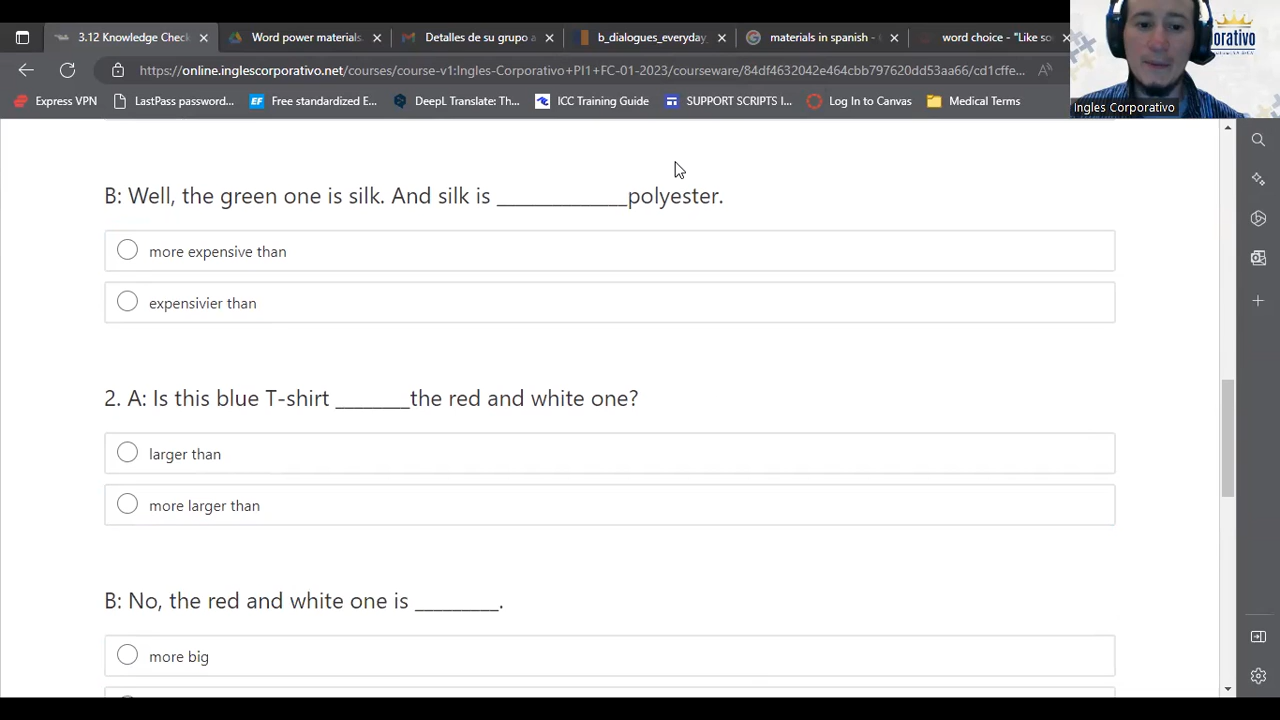 3.12 Knowledge Check
Word power materials.
Detalles de su grupo a
b_dialogues_everyday_
materials in spanish -
word choice - "Like so
orativo
https://online.inglescorporativo.net/courses/course-v1:Ingles-Corporativo+PI1+FC-01-2023/courseware/84df4632042e464cbb797620dd53aa66/cd1cffe...
Express VPN
LastPass password...
EF Free standardized E...
DeepL Translate: Th...
ICC Training Guide
SUPPORT SCRIPTS I...
Log In to Canvas
Medical Terms
Ingles Corporativo
B: Well, the green one is silk. And silk is _____________polyester.
more expensive than
expensivier than
2. A: Is this blue T-shirt _______the red and white one?
larger than
more larger than
B: No, the red and white one is ________.
more big